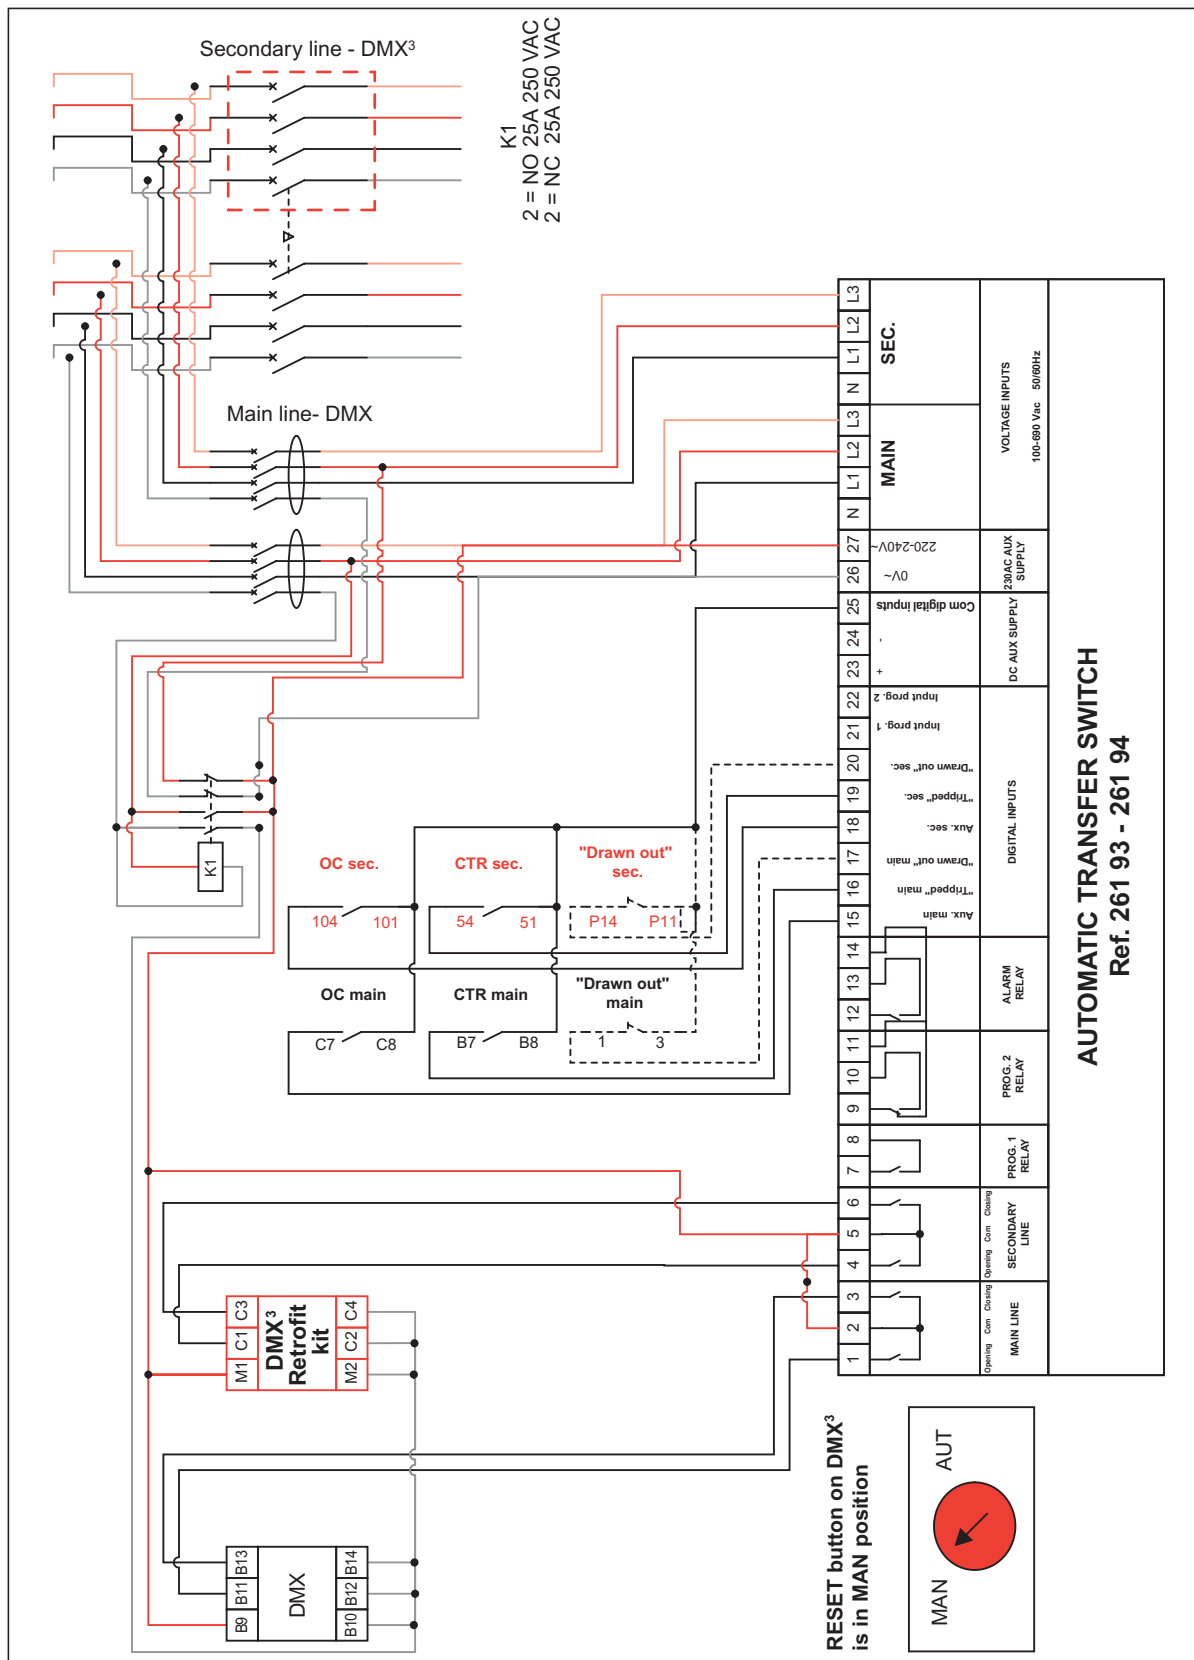 Secondary line - DMX³
K1
2 = NO 25A 250 VAC
2 = NC 25A 250 VAC
Main line- DMX
L3
L2
L1
N
SEC.
L3
L2
L1
N
MAIN
VOLTAGE INPUTS
100-690 Vac 50/60Hz
27
220-240V~
26
0V~
230AC AUX
SUPPLY
25
Com digital inputs
24
-
23
+
DC AUX SUPPLY
22
Input prog. 2
21
Input prog. 1
20
"Drawn out" sec.
19
"Tripped" sec.
18
Aux. sec.
17
"Drawn out" main
16
"Tripped" main
15
Aux. main
DIGITAL INPUTS
14
13
12
ALARM
RELAY
11
10
9
PROG. 2
RELAY
8
7
PROG. 1
RELAY
6
5
4
Opening Com Closing
SECONDARY
LINE
3
2
1
Opening Com Closing
MAIN LINE
AUTOMATIC TRANSFER SWITCH
Ref. 261 93 - 261 94
K1
OC sec.
104 101
CTR sec.
54 51
"Drawn out"
sec.
P14 P11
OC main
C7 C8
CTR main
B7 B8
"Drawn out"
main
1 3
M1 C1 C3
DMX³
Retrofit
kit
M2 C2 C4
B9 B11 B13
DMX
B10 B12 B14
RESET button on DMX³
is in MAN position
MAN
AUT